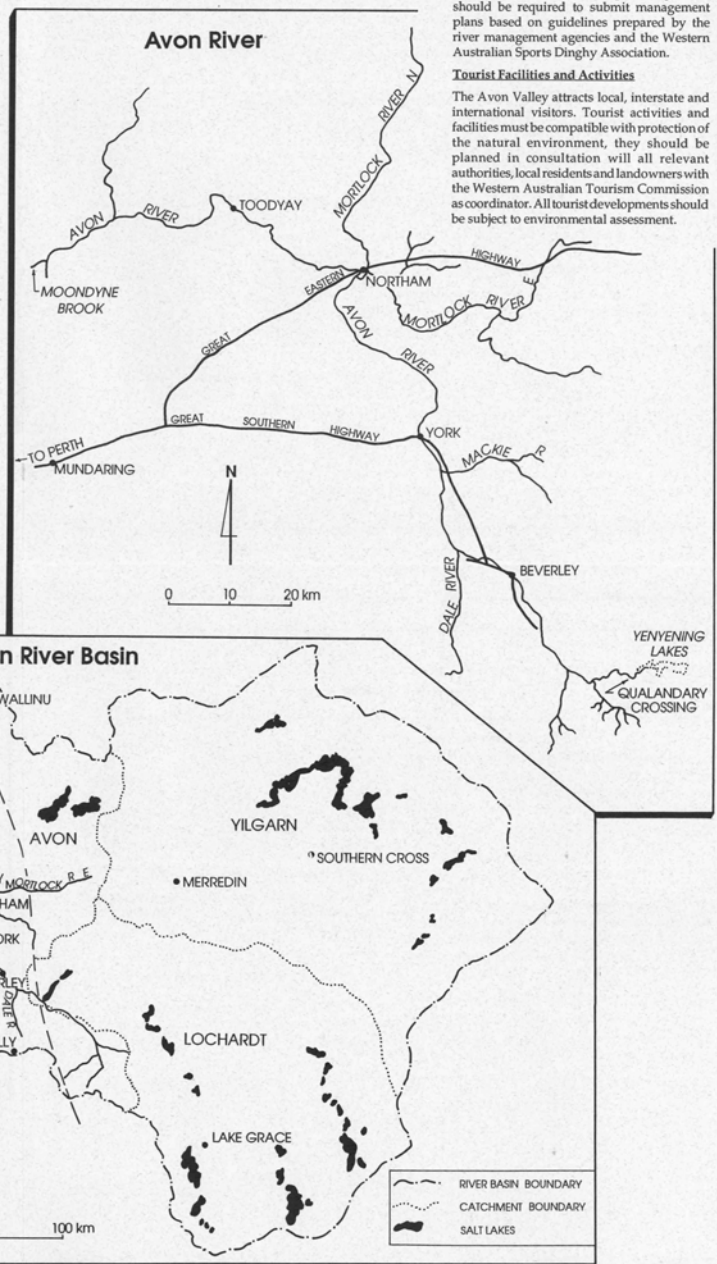 should be required to submit management
plans based on guidelines prepared by the
river management agencies and the Western
Australian Sports Dinghy Association.
Tourist Facilities and Activities
The Avon Valley attracts local, interstate and
international visitors. Tourist activities and
facilities must be compatible with protection of
the natural environment, they should be
planned in consultation will all relevant
authorities, local residents and landowners with
the Western Australian Tourism Commission
as coordinator. All tourist developments should
be subject to environmental assessment.
Avon River
MORTLOCK RIVER N
TOODYAY
AVON RIVER
MOONDYNE
BROOK
NORTHAM
GREAT EASTERN HIGHWAY
MORTLOCK RIVER E
AVON RIVER
GREAT SOUTHERN HIGHWAY
YORK
TO PERTH
MUNDARING
MACKIE R
N
0 10 20 km
DALE RIVER
BEVERLEY
YENYENING
LAKES
QUALANDARY
CROSSING
n River Basin
WALLINU
AVON
YILGARN
SOUTHERN CROSS
MERREDIN
Y
MORTLOCK R E
HAM
ORK
RLEY
DALE R
LLY
LOCHARDT
LAKE GRACE
100 km
RIVER BASIN BOUNDARY
CATCHMENT BOUNDARY
SALT LAKES